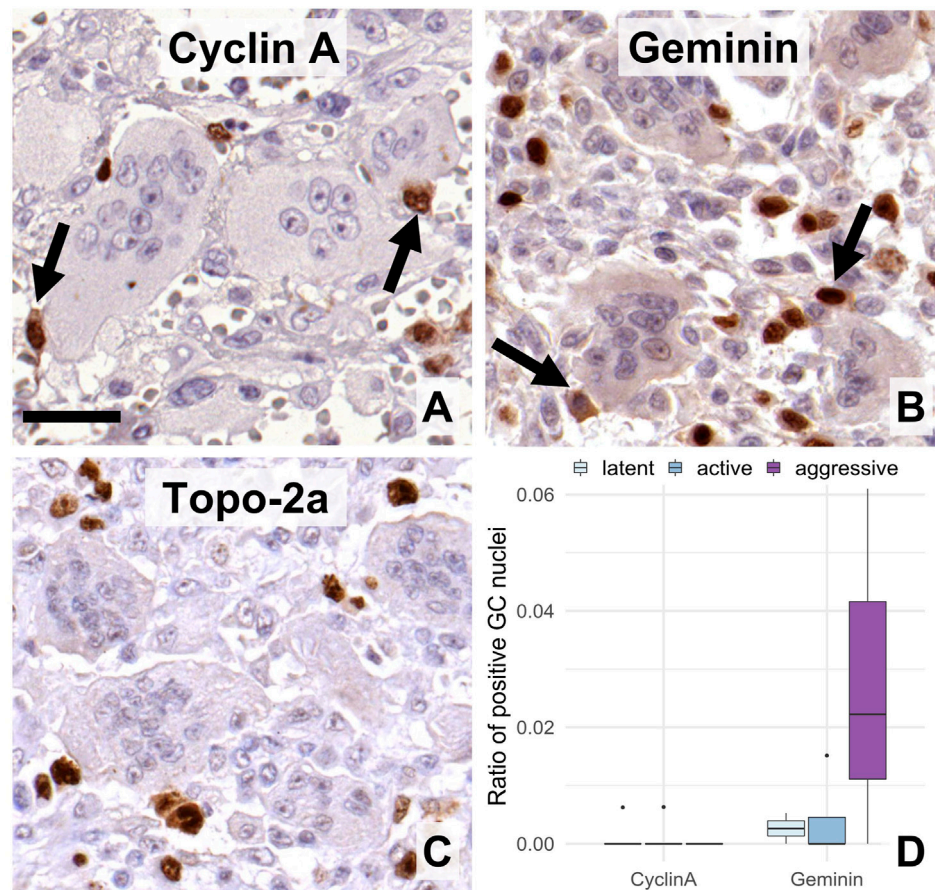 Cyclin A
A
Geminin
B
Topo-2a
C
latent active aggressive
Ratio of positive GC nuclei
0.06
0.04
0.02
0.00
CyclinA Geminin
D